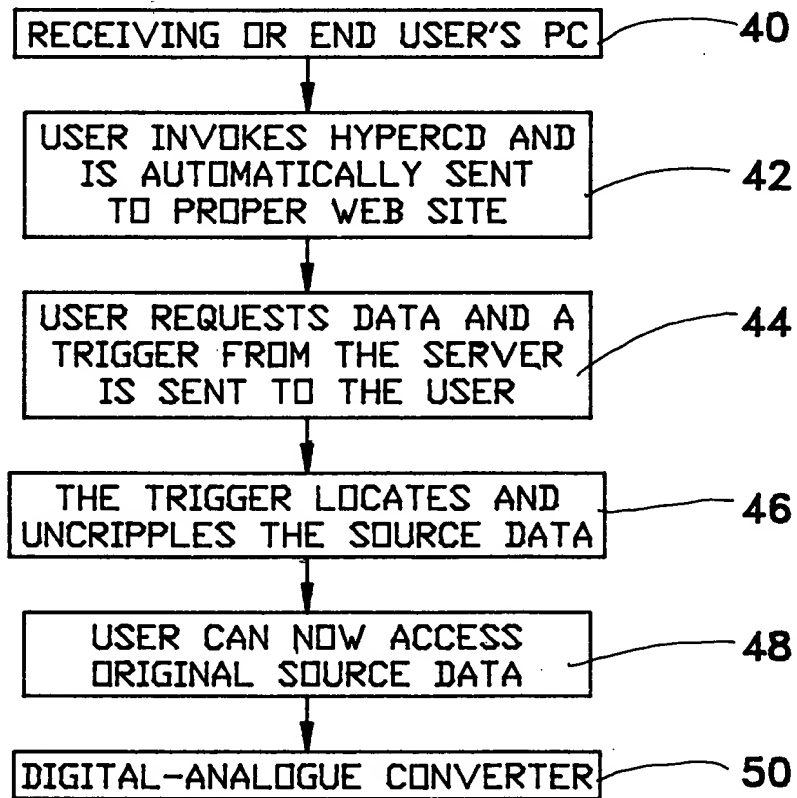 RECEIVING OR END USER'S PC
40
USER INVOKES HYPERCD AND
IS AUTOMATICALLY SENT
TO PROPER WEB SITE
42
USER REQUESTS DATA AND A
TRIGGER FROM THE SERVER
IS SENT TO THE USER
44
THE TRIGGER LOCATES AND
UNCRIPPLES THE SOURCE DATA
46
USER CAN NOW ACCESS
ORIGINAL SOURCE DATA
48
DIGITAL-ANALOGUE CONVERTER
50